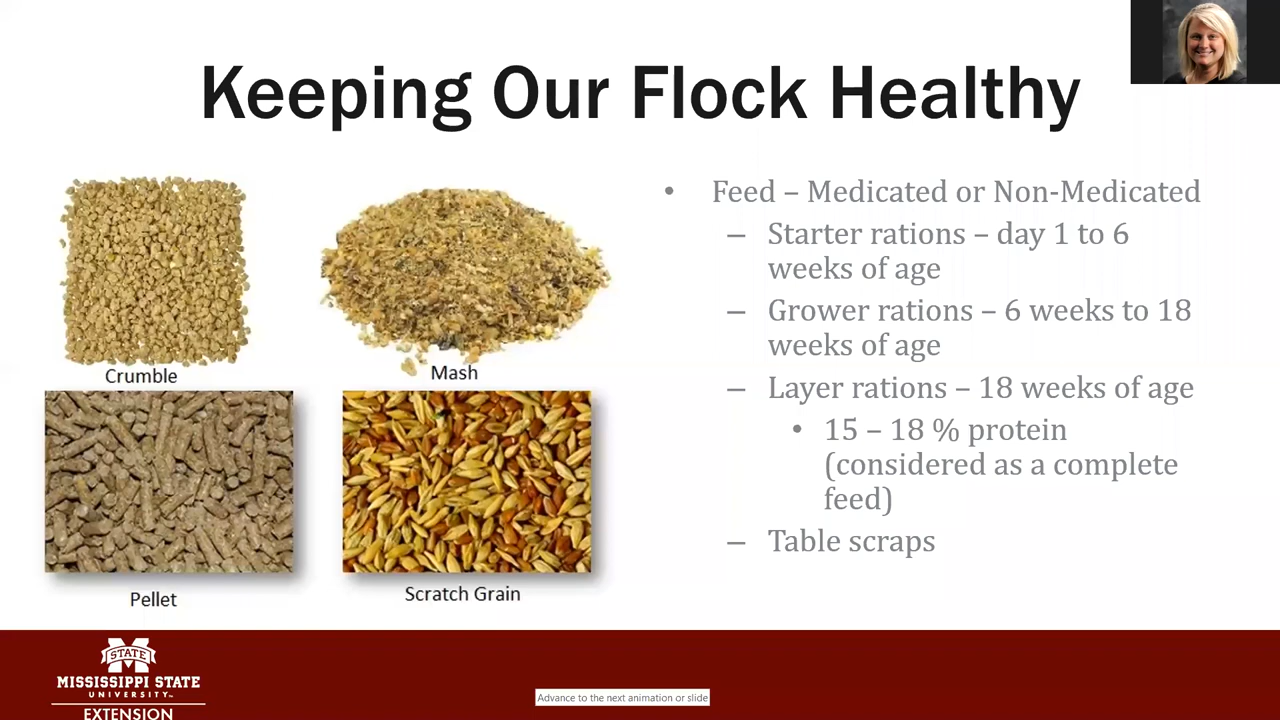 Keeping Our Flock Healthy
Crumble
Mash
Pellet
Scratch Grain
• Feed – Medicated or Non-Medicated
– Starter rations – day 1 to 6
weeks of age
– Grower rations – 6 weeks to 18
weeks of age
– Layer rations – 18 weeks of age
• 15 – 18 % protein
(considered as a complete
feed)
– Table scraps
STATE
MISSISSIPPI STATE
UNIVERSITY™
EXTENSION
Advance to the next animation or slide